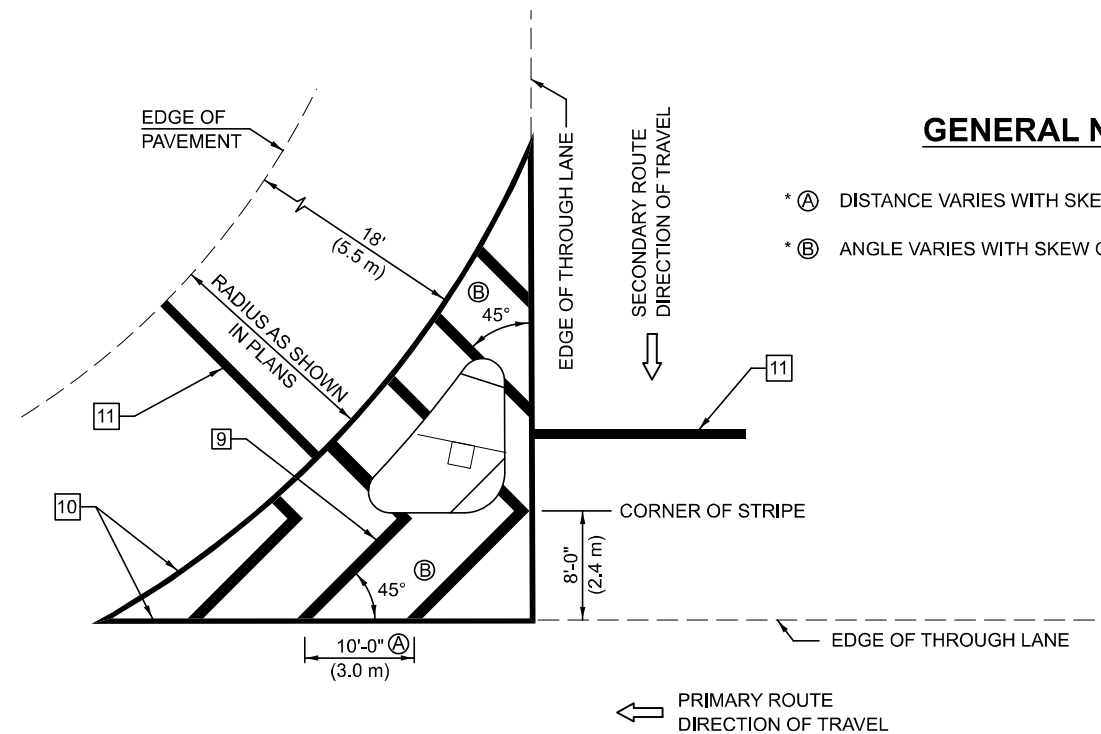 EDGE OF
PAVEMENT
18'
(5.5 m)
RADIUS AS SHOWN
IN PLANS
EDGE OF THROUGH LANE
SECONDARY ROUTE
DIRECTION OF TRAVEL
GENERAL N
* Ⓐ DISTANCE VARIES WITH SKE
* Ⓑ ANGLE VARIES WITH SKEW
Ⓑ
45°
11
11
9
10
CORNER OF STRIPE
8'-0"
(2.4 m)
45°
Ⓑ
10'-0" Ⓐ
(3.0 m)
EDGE OF THROUGH LANE
PRIMARY ROUTE
DIRECTION OF TRAVEL